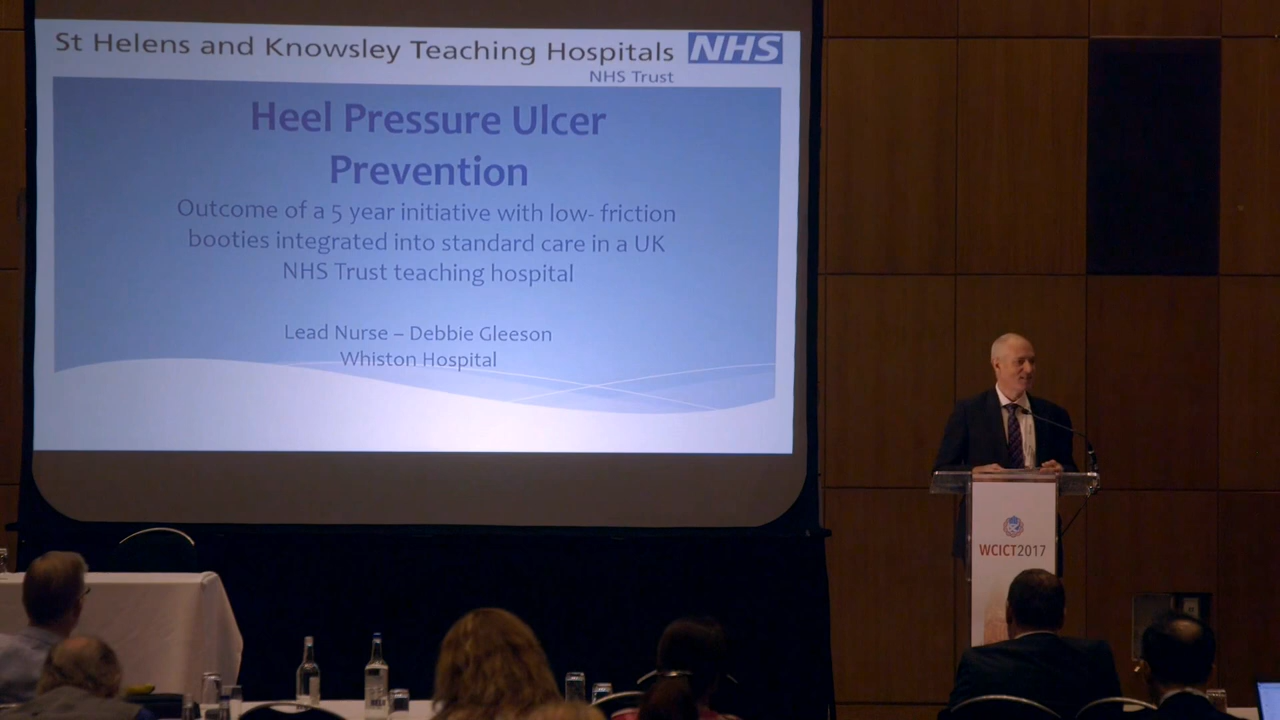 St Helens and Knowsley Teaching Hospitals NHS
NHS Trust
Heel Pressure Ulcer
Prevention
Outcome of a 5 year initiative with low- friction
booties integrated into standard care in a UK
NHS Trust teaching hospital
Lead Nurse – Debbie Gleeson
Whiston Hospital
WCICT2017